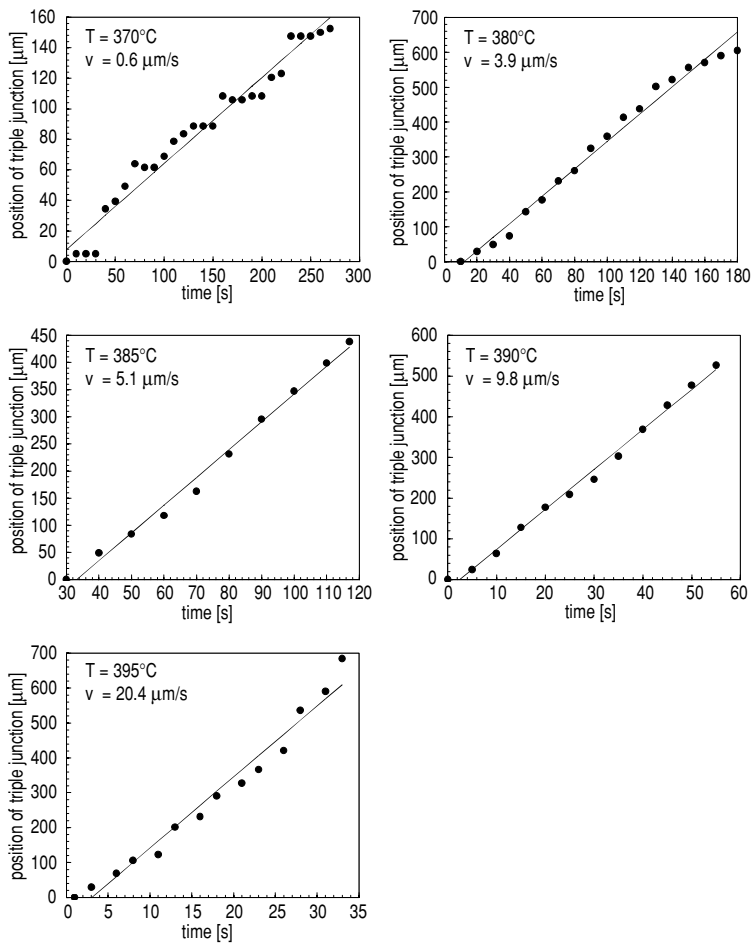 160
140
120
100
80
60
40
20
0
0 50 100 150 200 250 300
T = 370°C
v = 0.6 µm/s
position of triple junction [µm]
time [s]
700
600
500
400
300
200
100
0
0 20 40 60 80 100 120 140 160 180
T = 380°C
v = 3.9 µm/s
position of triple junction [µm]
time [s]
450
400
350
300
250
200
150
100
50
0
30 40 50 60 70 80 90 100 110 120
T = 385°C
v = 5.1 µm/s
position of triple junction [µm]
time [s]
600
500
400
300
200
100
0
0 10 20 30 40 50 60
T = 390°C
v = 9.8 µm/s
position of triple junction [µm]
time [s]
700
600
500
400
300
200
100
0
0 5 10 15 20 25 30 35
T = 395°C
v = 20.4 µm/s
position of triple junction [µm]
time [s]